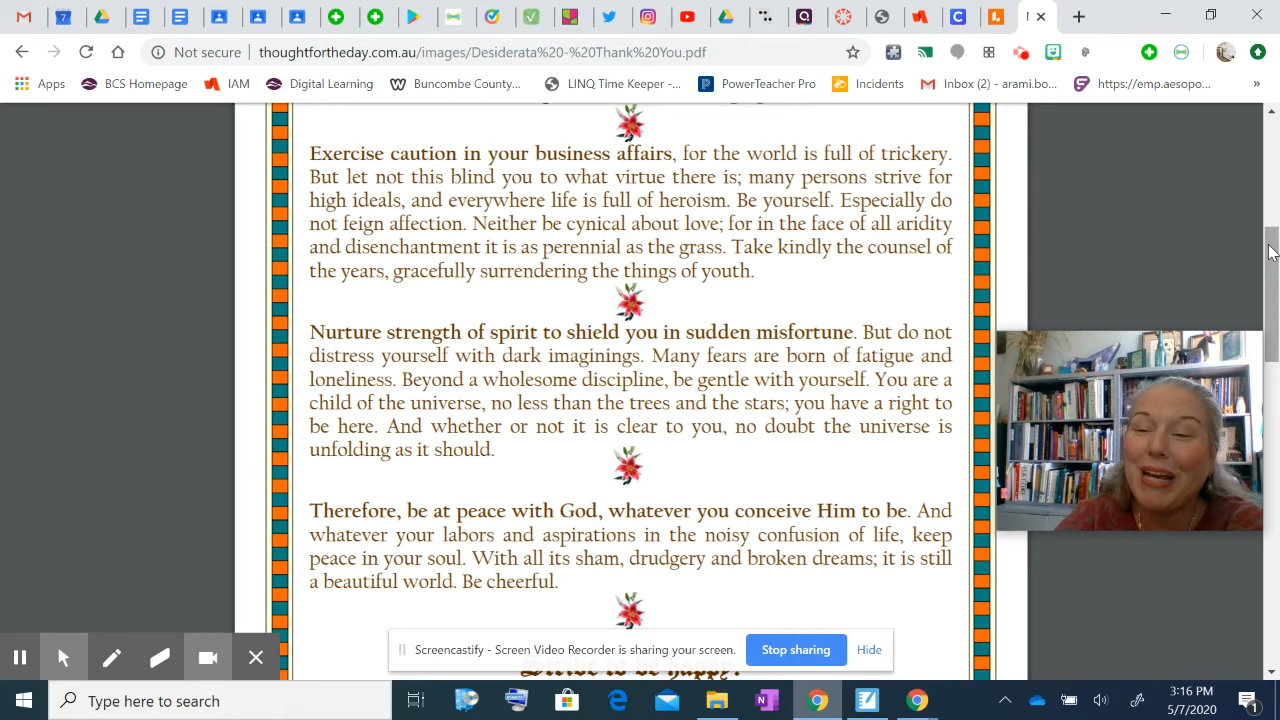 Not secure
thoughtfortheday.com.au/images/Desiderata%20-%20Thank%20You.pdf
Apps
BCS Homepage
IAM
Digital Learning
Buncombe County...
LINQ Time Keeper -...
PowerTeacher Pro
Incidents
Inbox (2) - arami.bo...
https://emp.aesopo...
»
Exercise caution in your business affairs, for the world is full of trickery.
But let not this blind you to what virtue there is; many persons strive for
high ideals, and everywhere life is full of heroism. Be yourself. Especially do
not feign affection. Neither be cynical about love; for in the face of all aridity
and disenchantment it is as perennial as the grass. Take kindly the counsel of
the years, gracefully surrendering the things of youth.
Nurture strength of spirit to shield you in sudden misfortune. But do not
distress yourself with dark imaginings. Many fears are born of fatigue and
loneliness. Beyond a wholesome discipline, be gentle with yourself. You are a
child of the universe, no less than the trees and the stars; you have a right to
be here. And whether or not it is clear to you, no doubt the universe is
unfolding as it should.
Therefore, be at peace with God, whatever you conceive Him to be. And
whatever your labors and aspirations in the noisy confusion of life, keep
peace in your soul. With all its sham, drudgery and broken dreams; it is still
a beautiful world. Be cheerful.
Screencastify - Screen Video Recorder is sharing your screen.
Stop sharing
Hide
Strive to be happy.
Type here to search
3:16 PM
5/7/2020
1